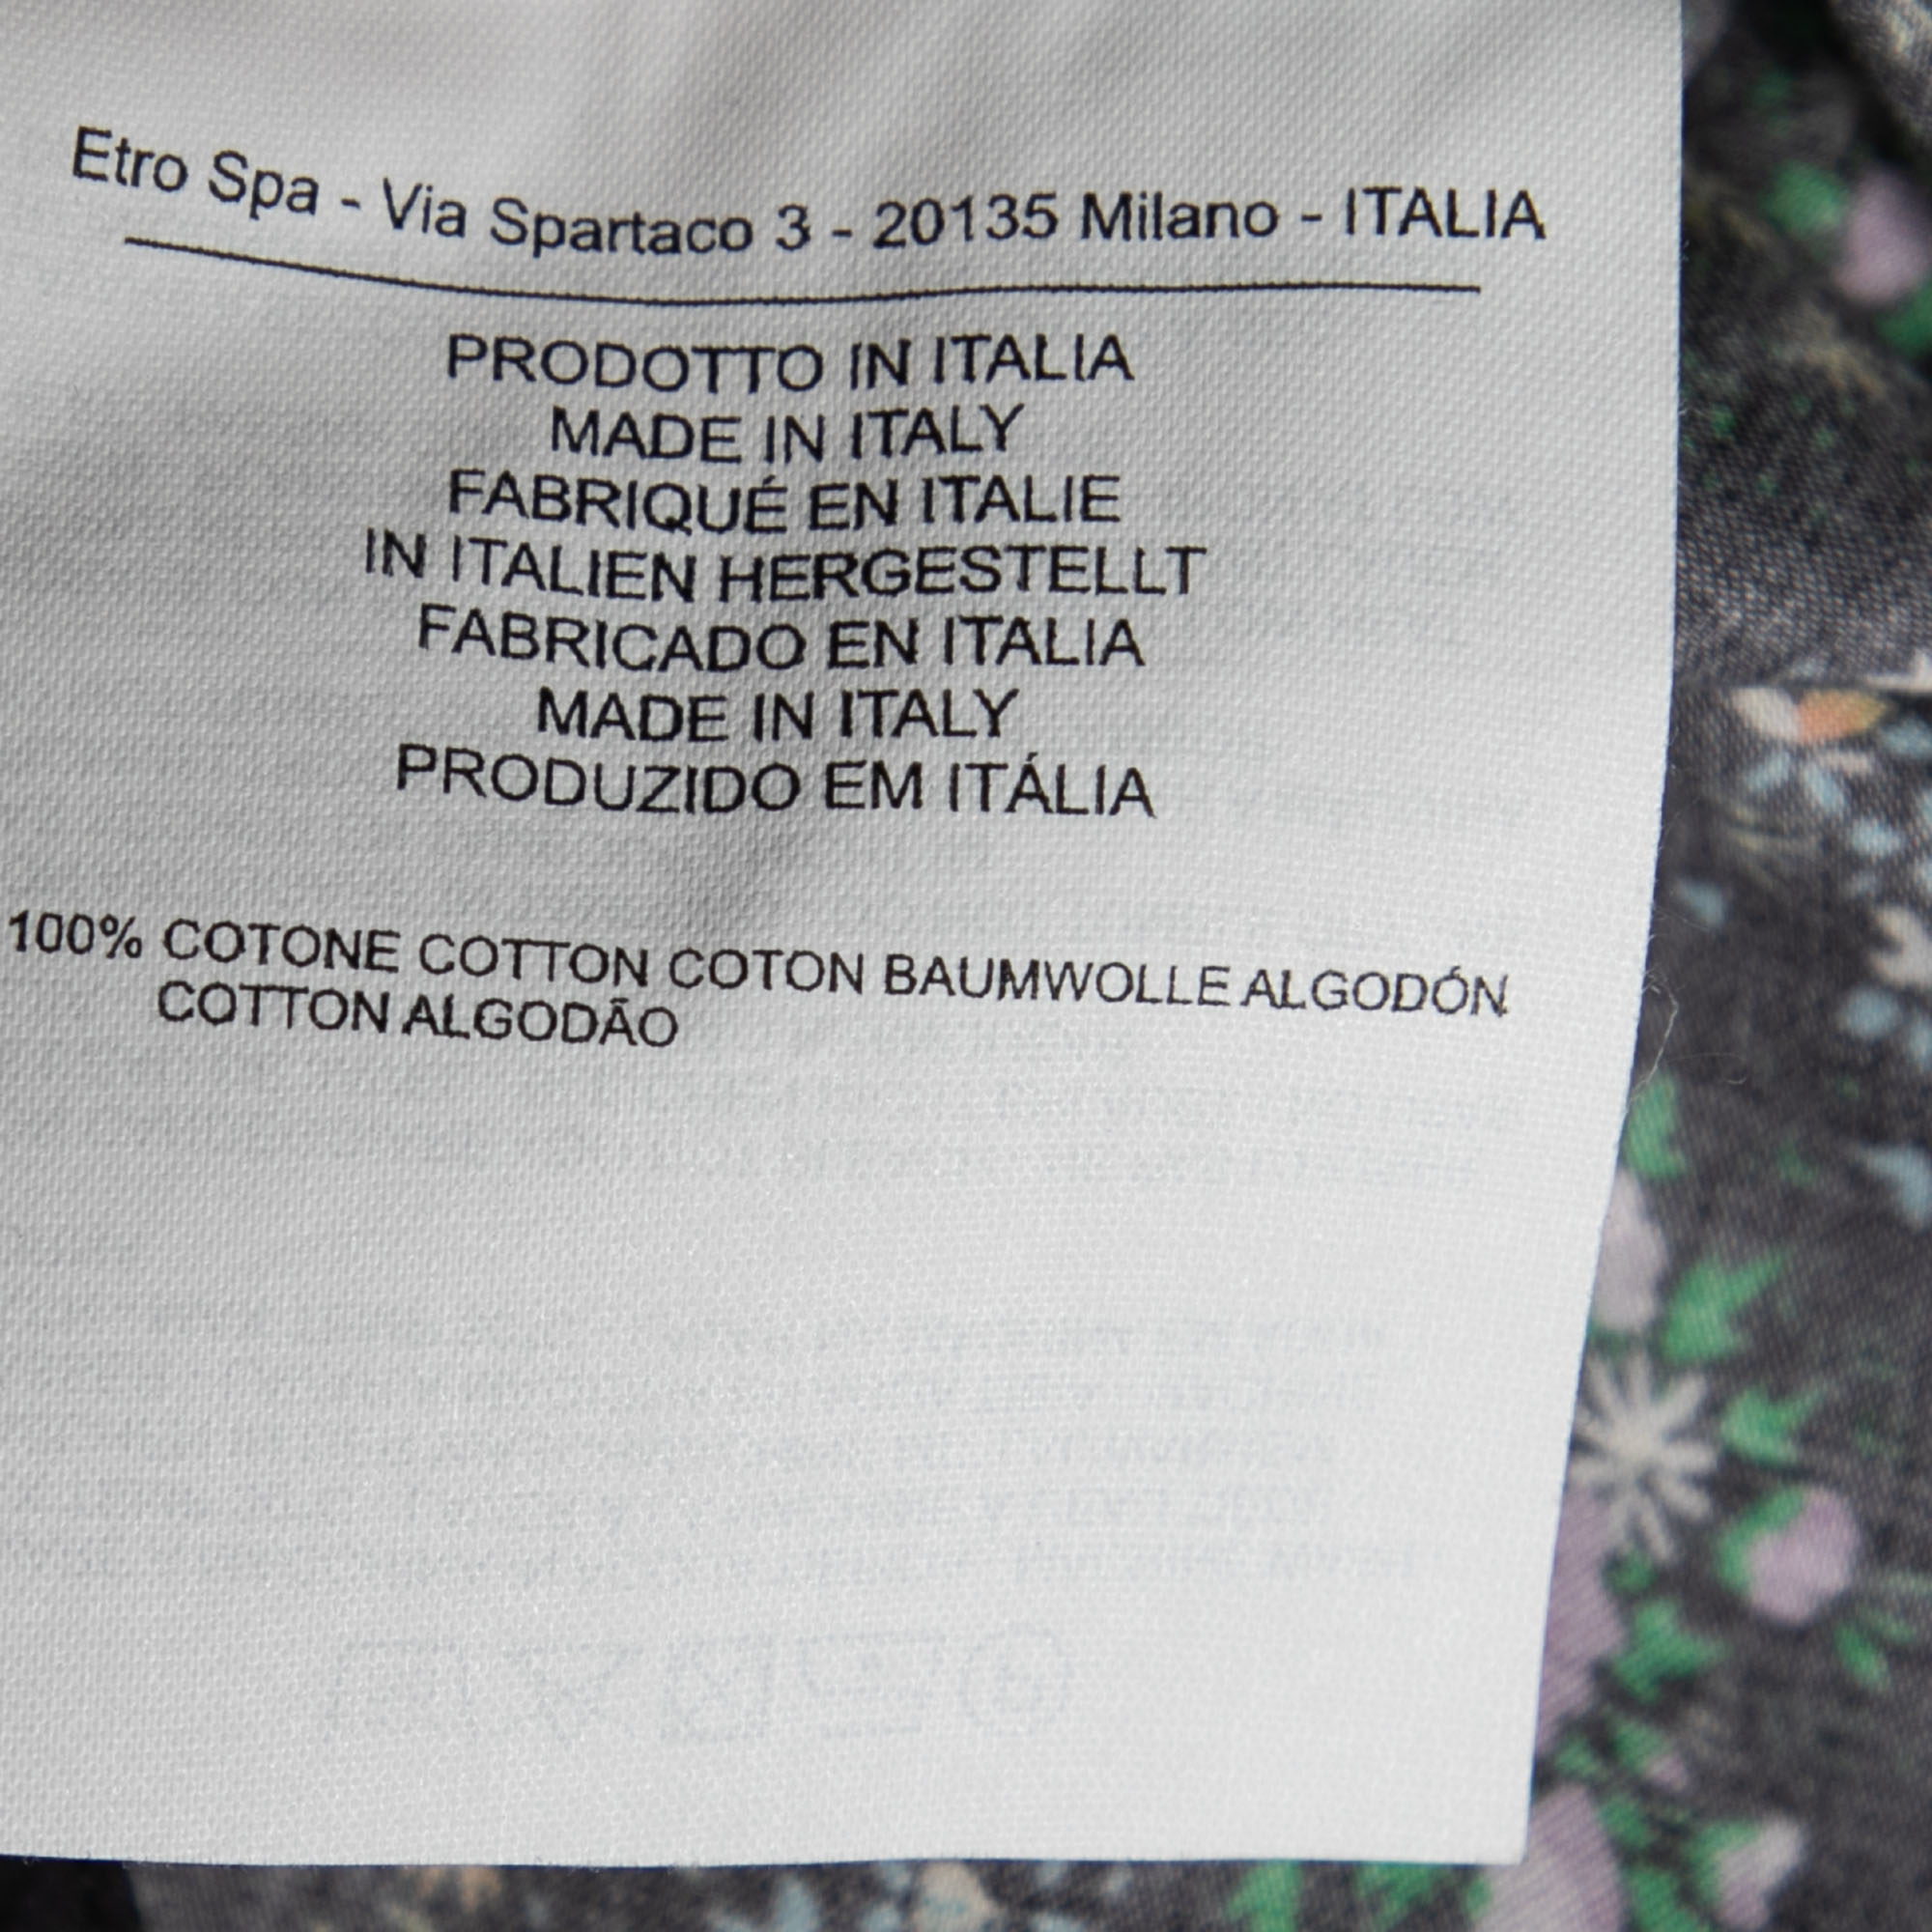 Etro Spa - Via Spartaco 3 - 20135 Milano - ITALIA
PRODOTTO IN ITALIA
MADE IN ITALY
FABRIQUÉ EN ITALIE
IN ITALIEN HERGESTELLT
FABRICADO EN ITALIA
MADE IN ITALY
PRODUZIDO EM ITÁLIA
100% COTONE COTTON COTON BAUMWOLLE ALGODÓN
COTTON ALGODÃO